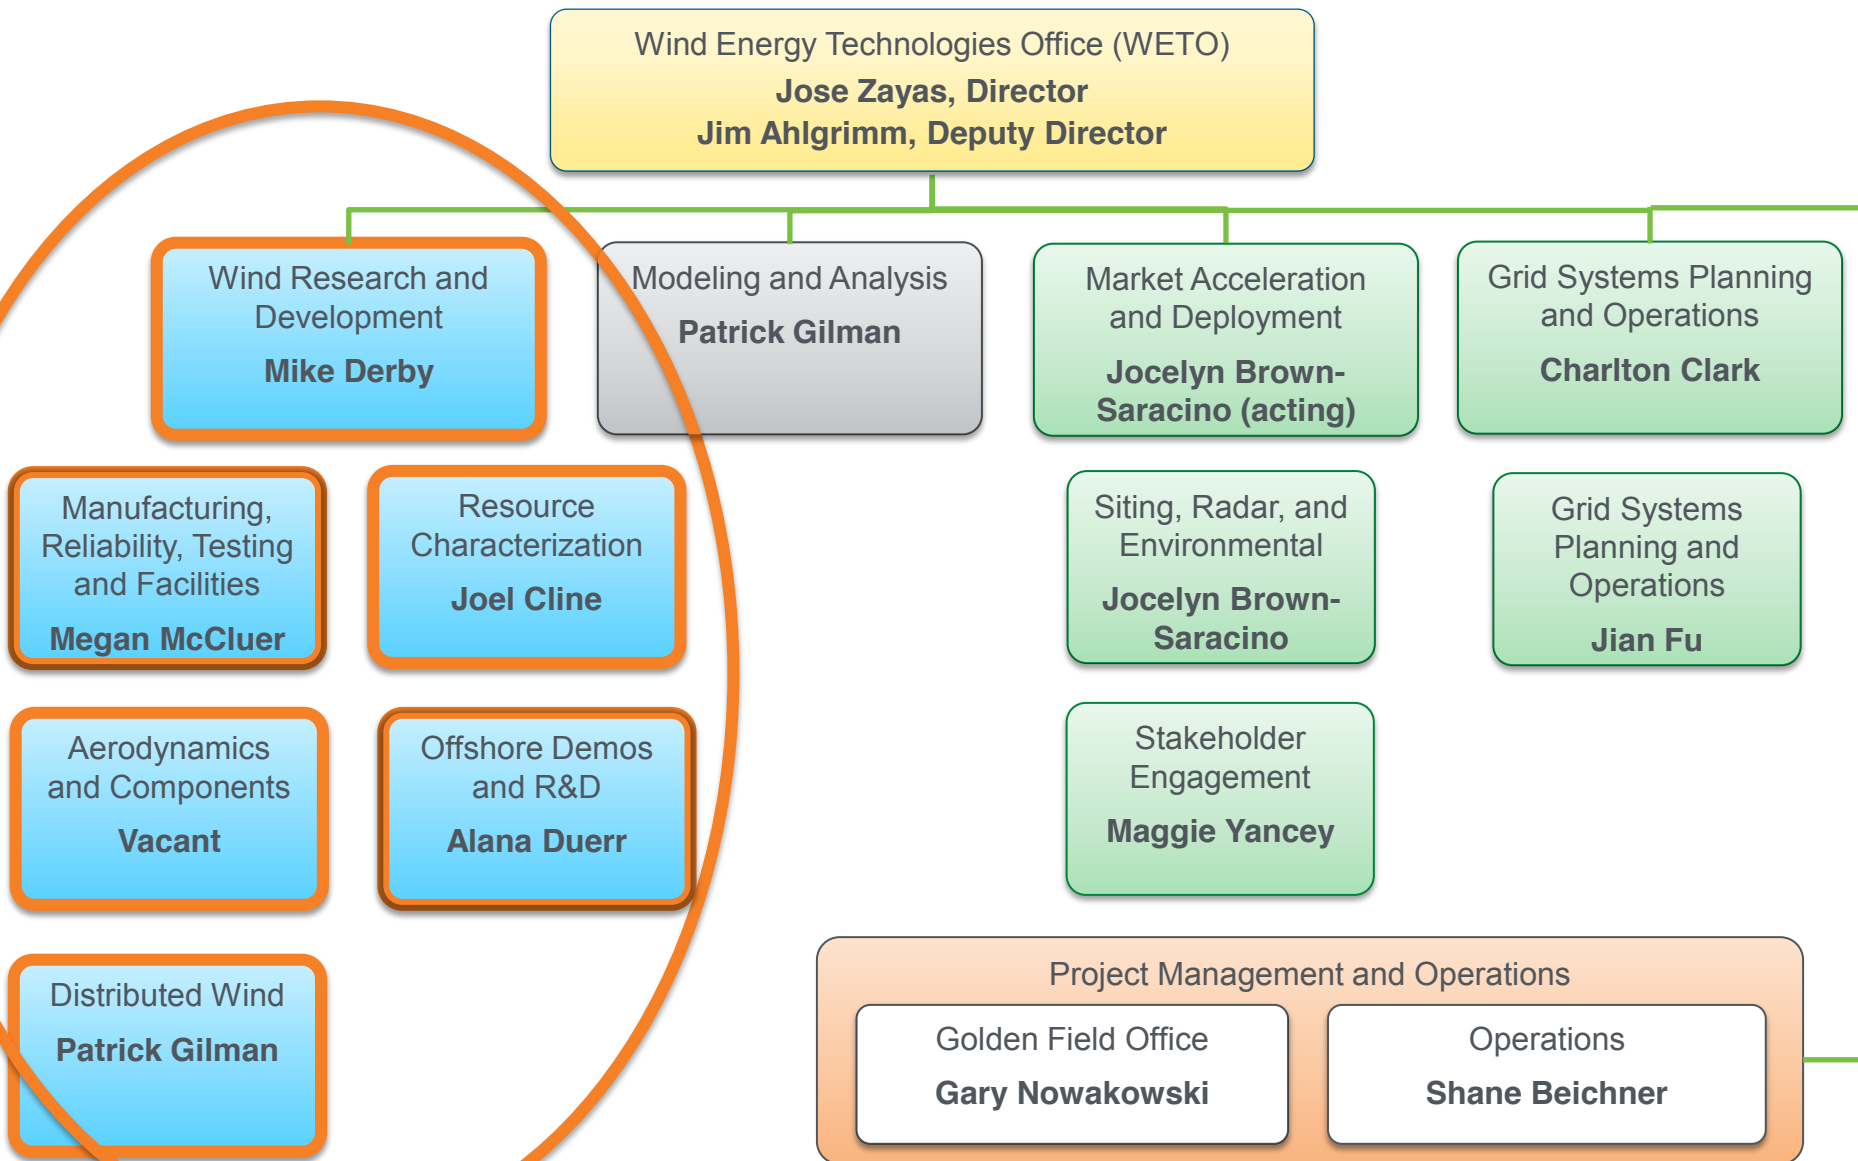 Wind Energy Technologies Office (WETO)
Jose Zayas, Director
Jim Ahlgrimm, Deputy Director
Wind Research and
Development
Mike Derby
Modeling and Analysis
Patrick Gilman
Market Acceleration
and Deployment
Jocelyn Brown-
Saracino (acting)
Grid Systems Planning
and Operations
Charlton Clark
Manufacturing,
Reliability, Testing
and Facilities
Megan McCluer
Resource
Characterization
Joel Cline
Siting, Radar, and
Environmental
Jocelyn Brown-
Saracino
Grid Systems
Planning and
Operations
Jian Fu
Aerodynamics
and Components
Vacant
Offshore Demos
and R&D
Alana Duerr
Stakeholder
Engagement
Maggie Yancey
Distributed Wind
Patrick Gilman
Project Management and Operations
Golden Field Office
Gary Nowakowski
Operations
Shane Beichner